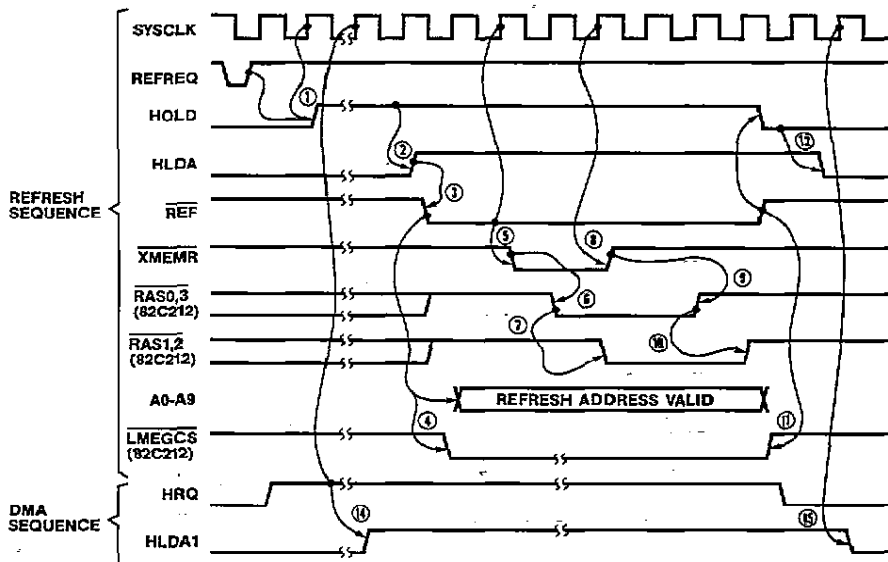 SYSCLK
REFREQ
① HOLD ⑫
HLDA ②
③
REFRESH SEQUENCE
REF
XMEMR ⑤ ⑧
⑨
RAS0,3 (82C212) ⑥
⑦ ⑩
RAS1,2 (82C212)
A0-A9 REFRESH ADDRESS VALID
④ ⑪
LMEGCS (82C212)
HRQ
DMA SEQUENCE
⑭ ⑮
HLDA1